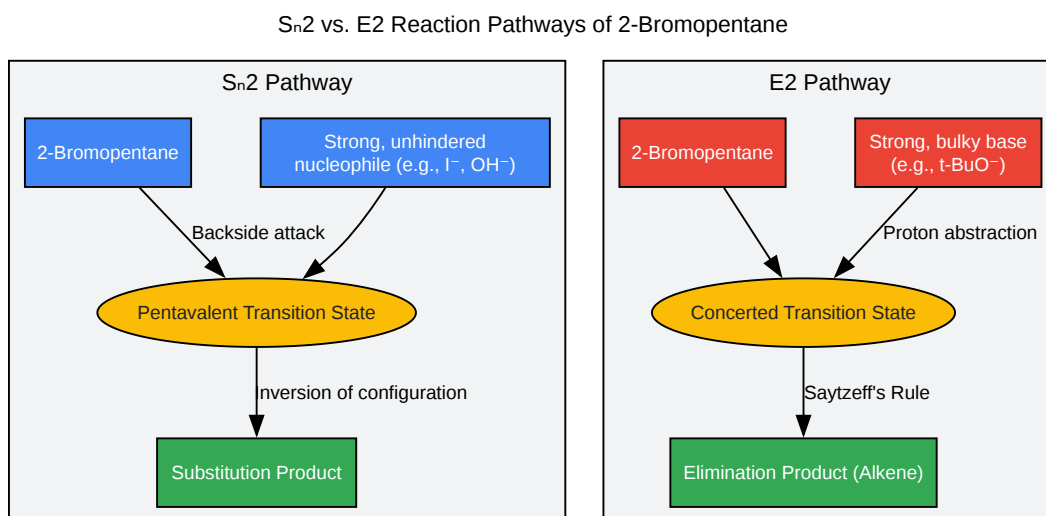 Sₙ2 vs. E2 Reaction Pathways of 2-Bromopentane
Sₙ2 Pathway
2-Bromopentane
Strong, unhindered
nucleophile (e.g., I⁻, OH⁻)
Backside attack
Pentavalent Transition State
Inversion of configuration
Substitution Product
E2 Pathway
2-Bromopentane
Strong, bulky base
(e.g., t-BuO⁻)
Proton abstraction
Concerted Transition State
Saytzeff's Rule
Elimination Product (Alkene)